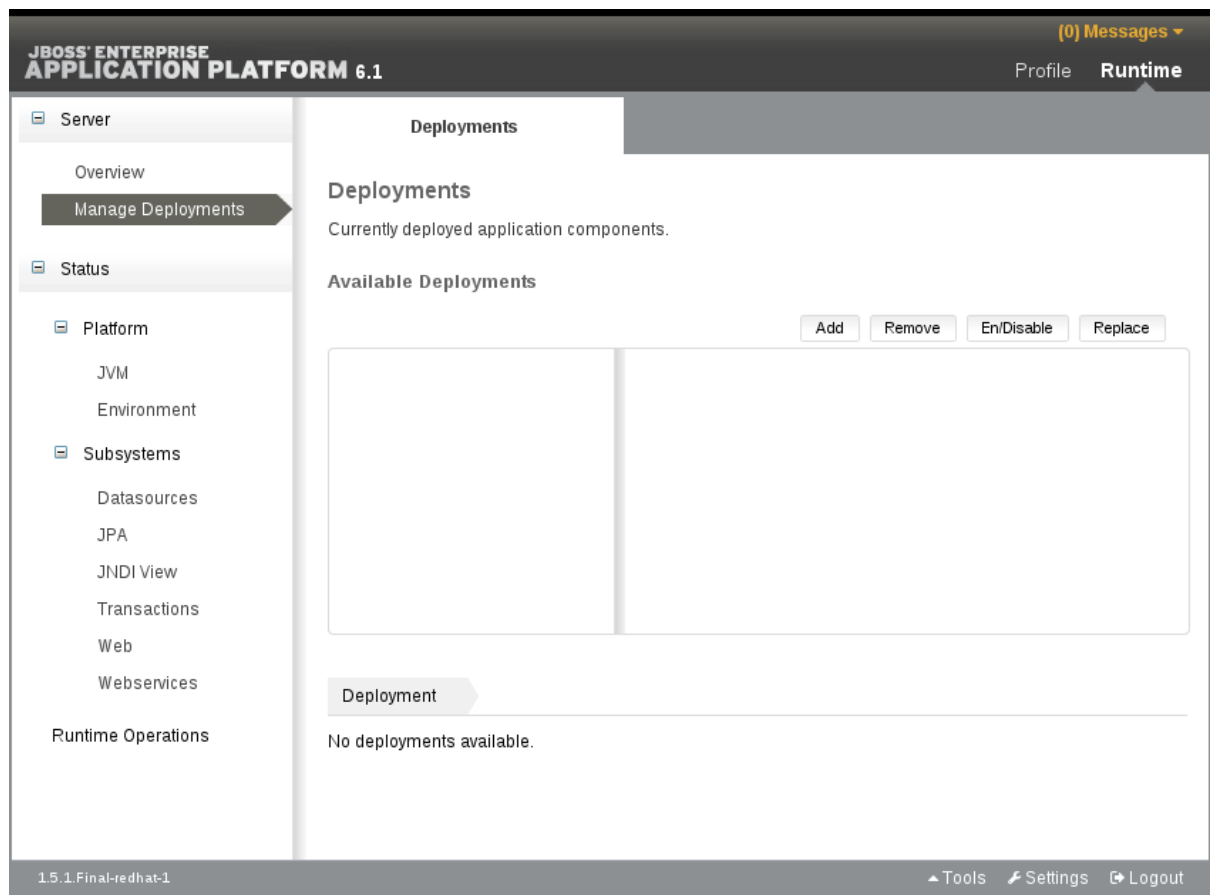 (0) Messages
JBOSS' ENTERPRISE
APPLICATION PLATFORM 6.1
Profile Runtime
Server
Overview
Manage Deployments
Status
Platform
JVM
Environment
Subsystems
Datasources
JPA
JNDI View
Transactions
Web
Webservices
Runtime Operations
Deployments
Deployments
Currently deployed application components.
Available Deployments
Add Remove En/Disable Replace
Deployment
No deployments available.
1.5.1.Final-redhat-1
Tools Settings Logout